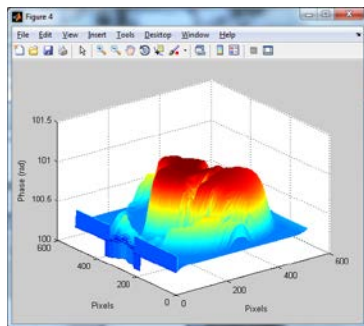 Figure 4
File Edit View Insert Tools Desktop Window Help
101.5
101
100.6
100
Phase (rad)
600
400
200
0
Pixels
0
200
400
600
Pixels